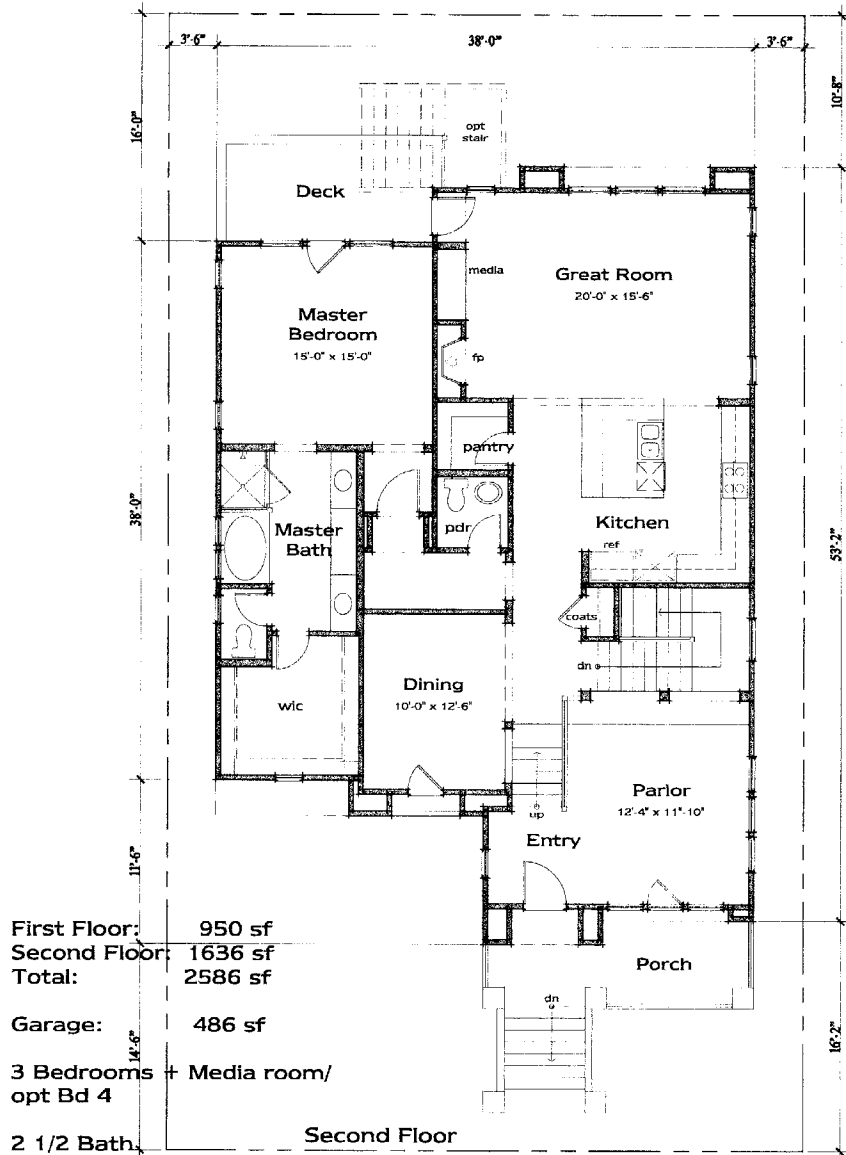 3'-6"
38'-0"
3'-6"
16'-0"
10'-8"
opt
stair
Deck
media
Great Room
20'-0" x 15'-6"
Master
Bedroom
15'-0" x 15'-0"
fp
pantry
pdr
Kitchen
ref
Master
Bath
38'-0"
53'-2"
coats
dn
Dining
10'-0" x 12'-6"
wic
Parlor
12'-4" x 11'-10"
up
Entry
11'-6"
First Floor: 950 sf
Second Floor: 1636 sf
Total: 2586 sf
Porch
dn
Garage: 486 sf
14'-6"
16'-2"
3 Bedrooms + Media room/
opt Bd 4
2 1/2 Bath
Second Floor